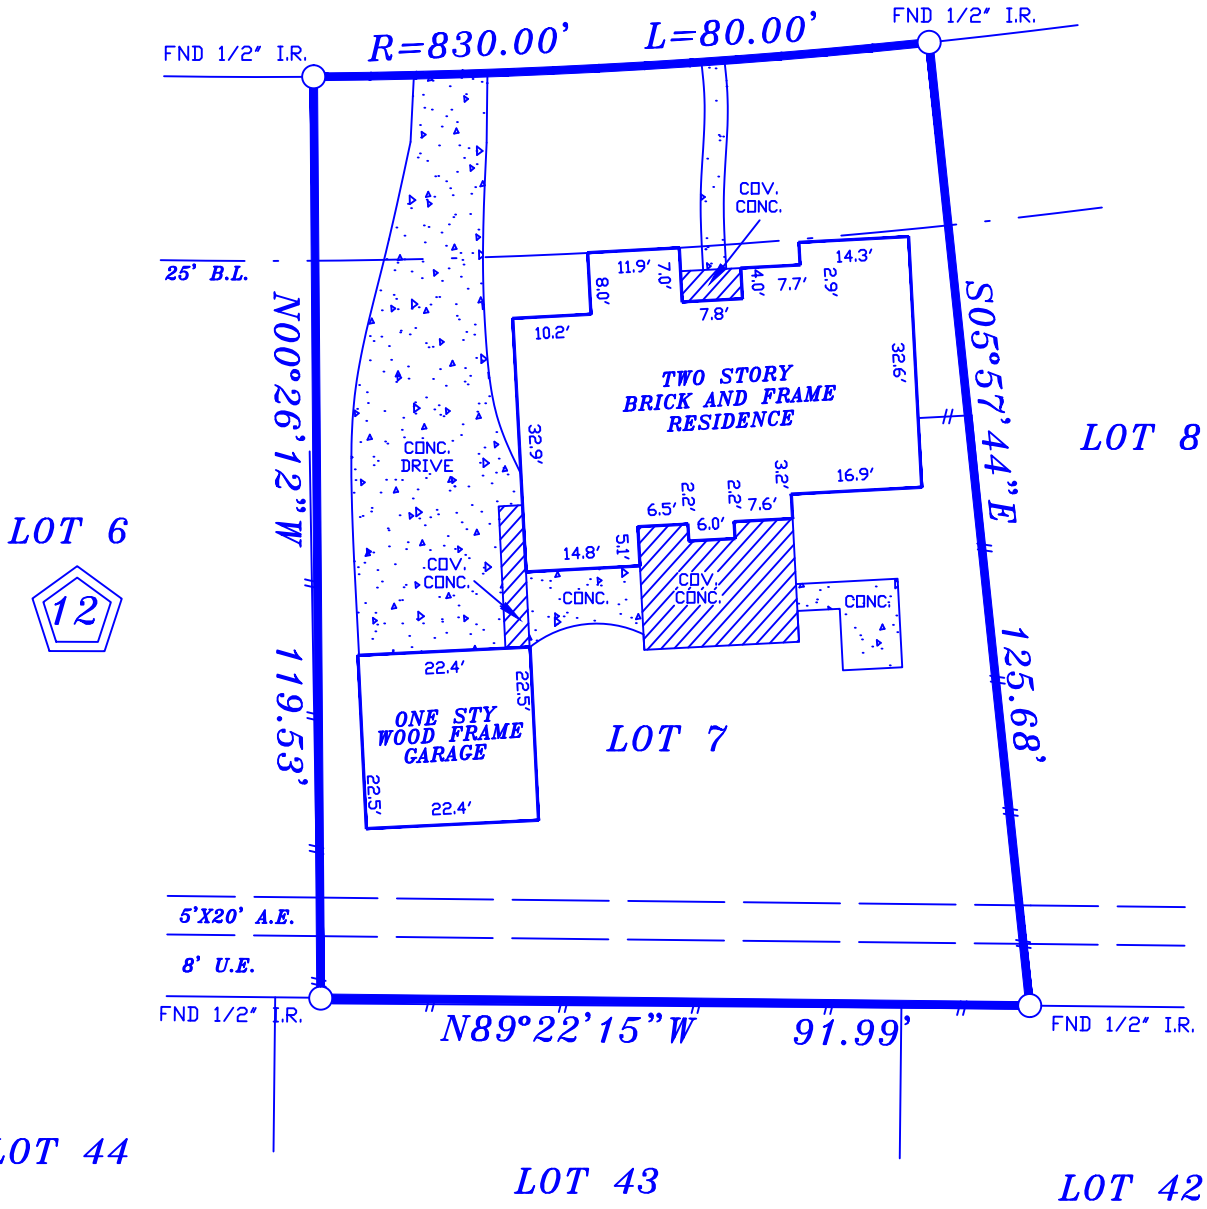 FND 1/2" I.R.
R=830.00' L=80.00'
FND 1/2" I.R.
COV.
CONC.
25' B.L.
11.9'
7.0'
8.0'
10.2'
7.8'
4.0'
7.7'
2.9'
14.3'
N00°26'12"W 119.53'
S05°57'44"E 125.68'
TWO STORY
BRICK AND FRAME
RESIDENCE
32.6'
32.9'
CONC.
DRIVE
LOT 8
LOT 6
12
16.9'
3.2'
7.6'
2.2'
6.0'
2.2'
6.5'
5.1'
14.8'
COV.
CONC.
CONC.
COV.
CONC.
CONC.
22.4'
22.5'
ONE STY
WOOD FRAME
GARAGE
22.5'
22.4'
LOT 7
5'X20' A.E.
8' U.E.
FND 1/2" I.R.
N89°22'15"W 91.99'
FND 1/2" I.R.
LOT 44
LOT 43
LOT 42